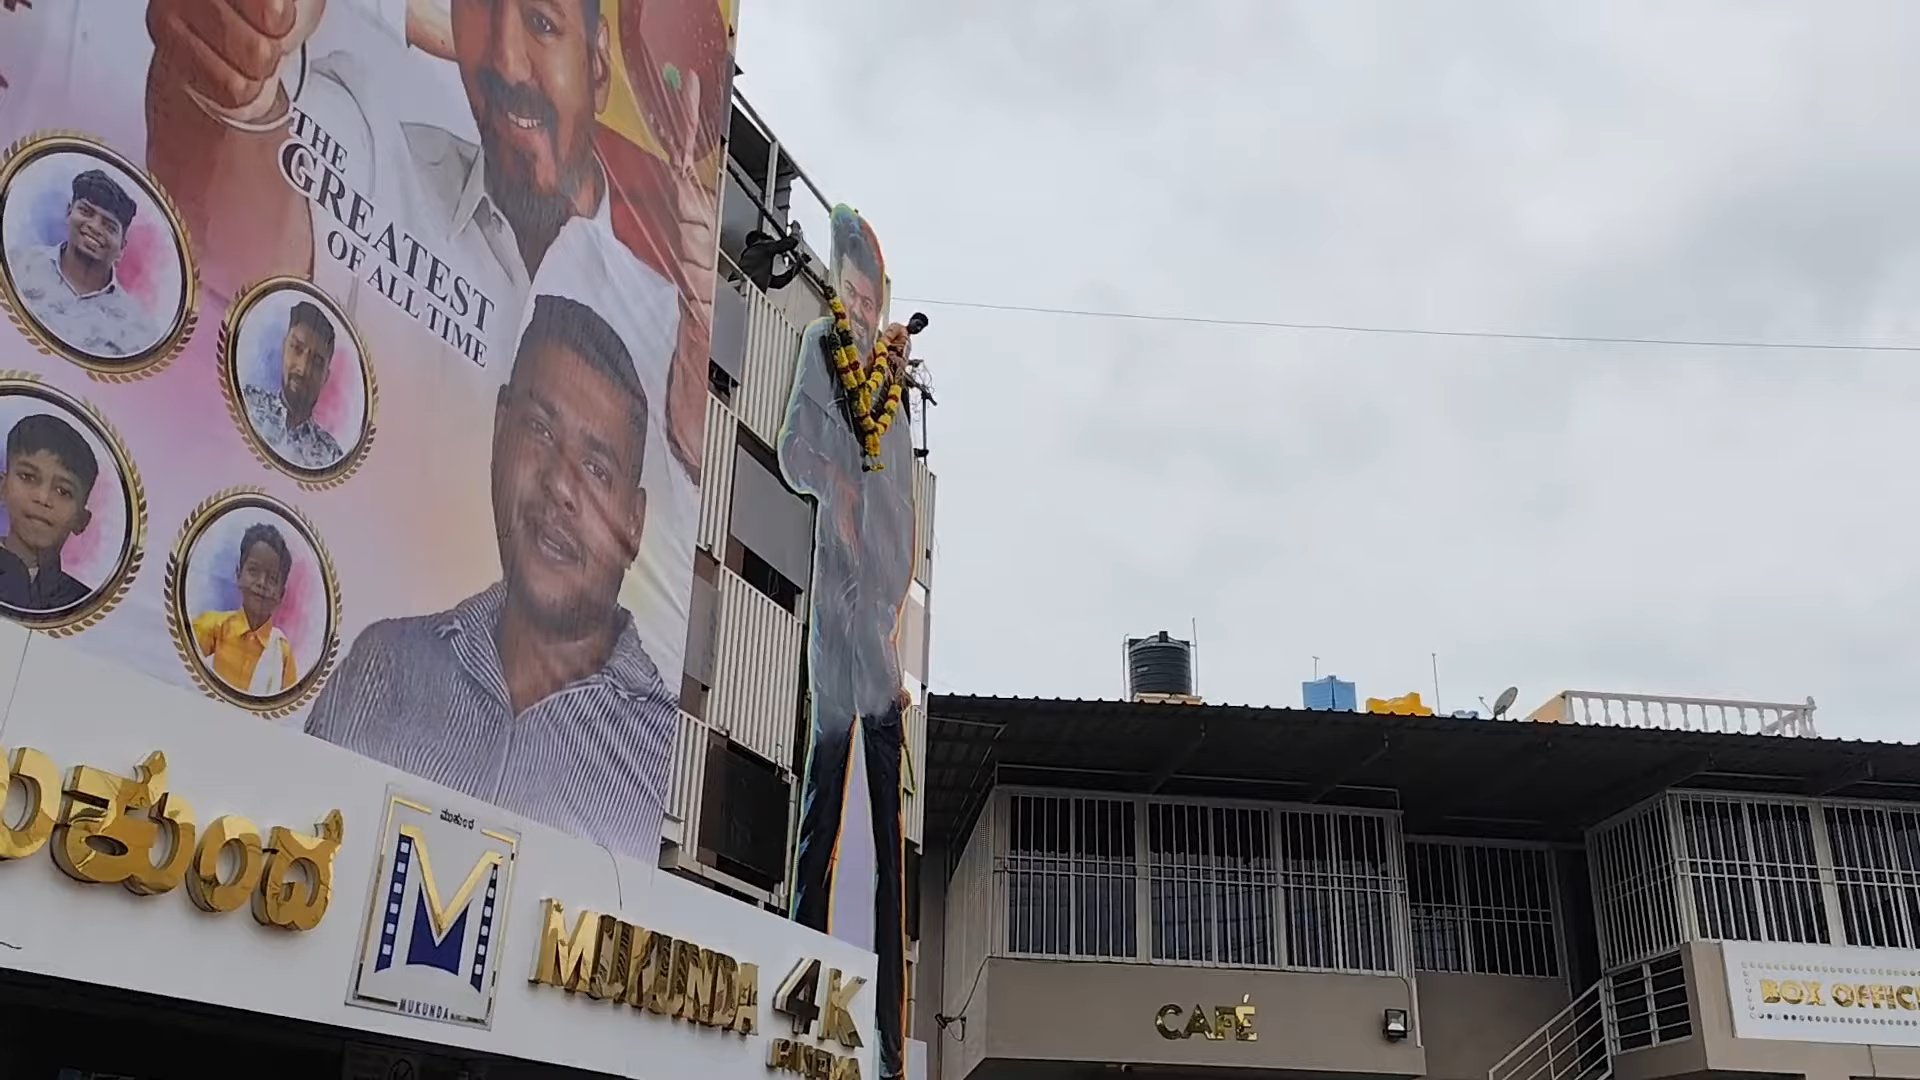 THE
GREATEST
OF ALL TIME
ಮುಕುಂದ
ಮುಕುಂದ
MUKUNDA
MUKUNDA 4K
CINEMA
CAFÉ
BOX OFFIC